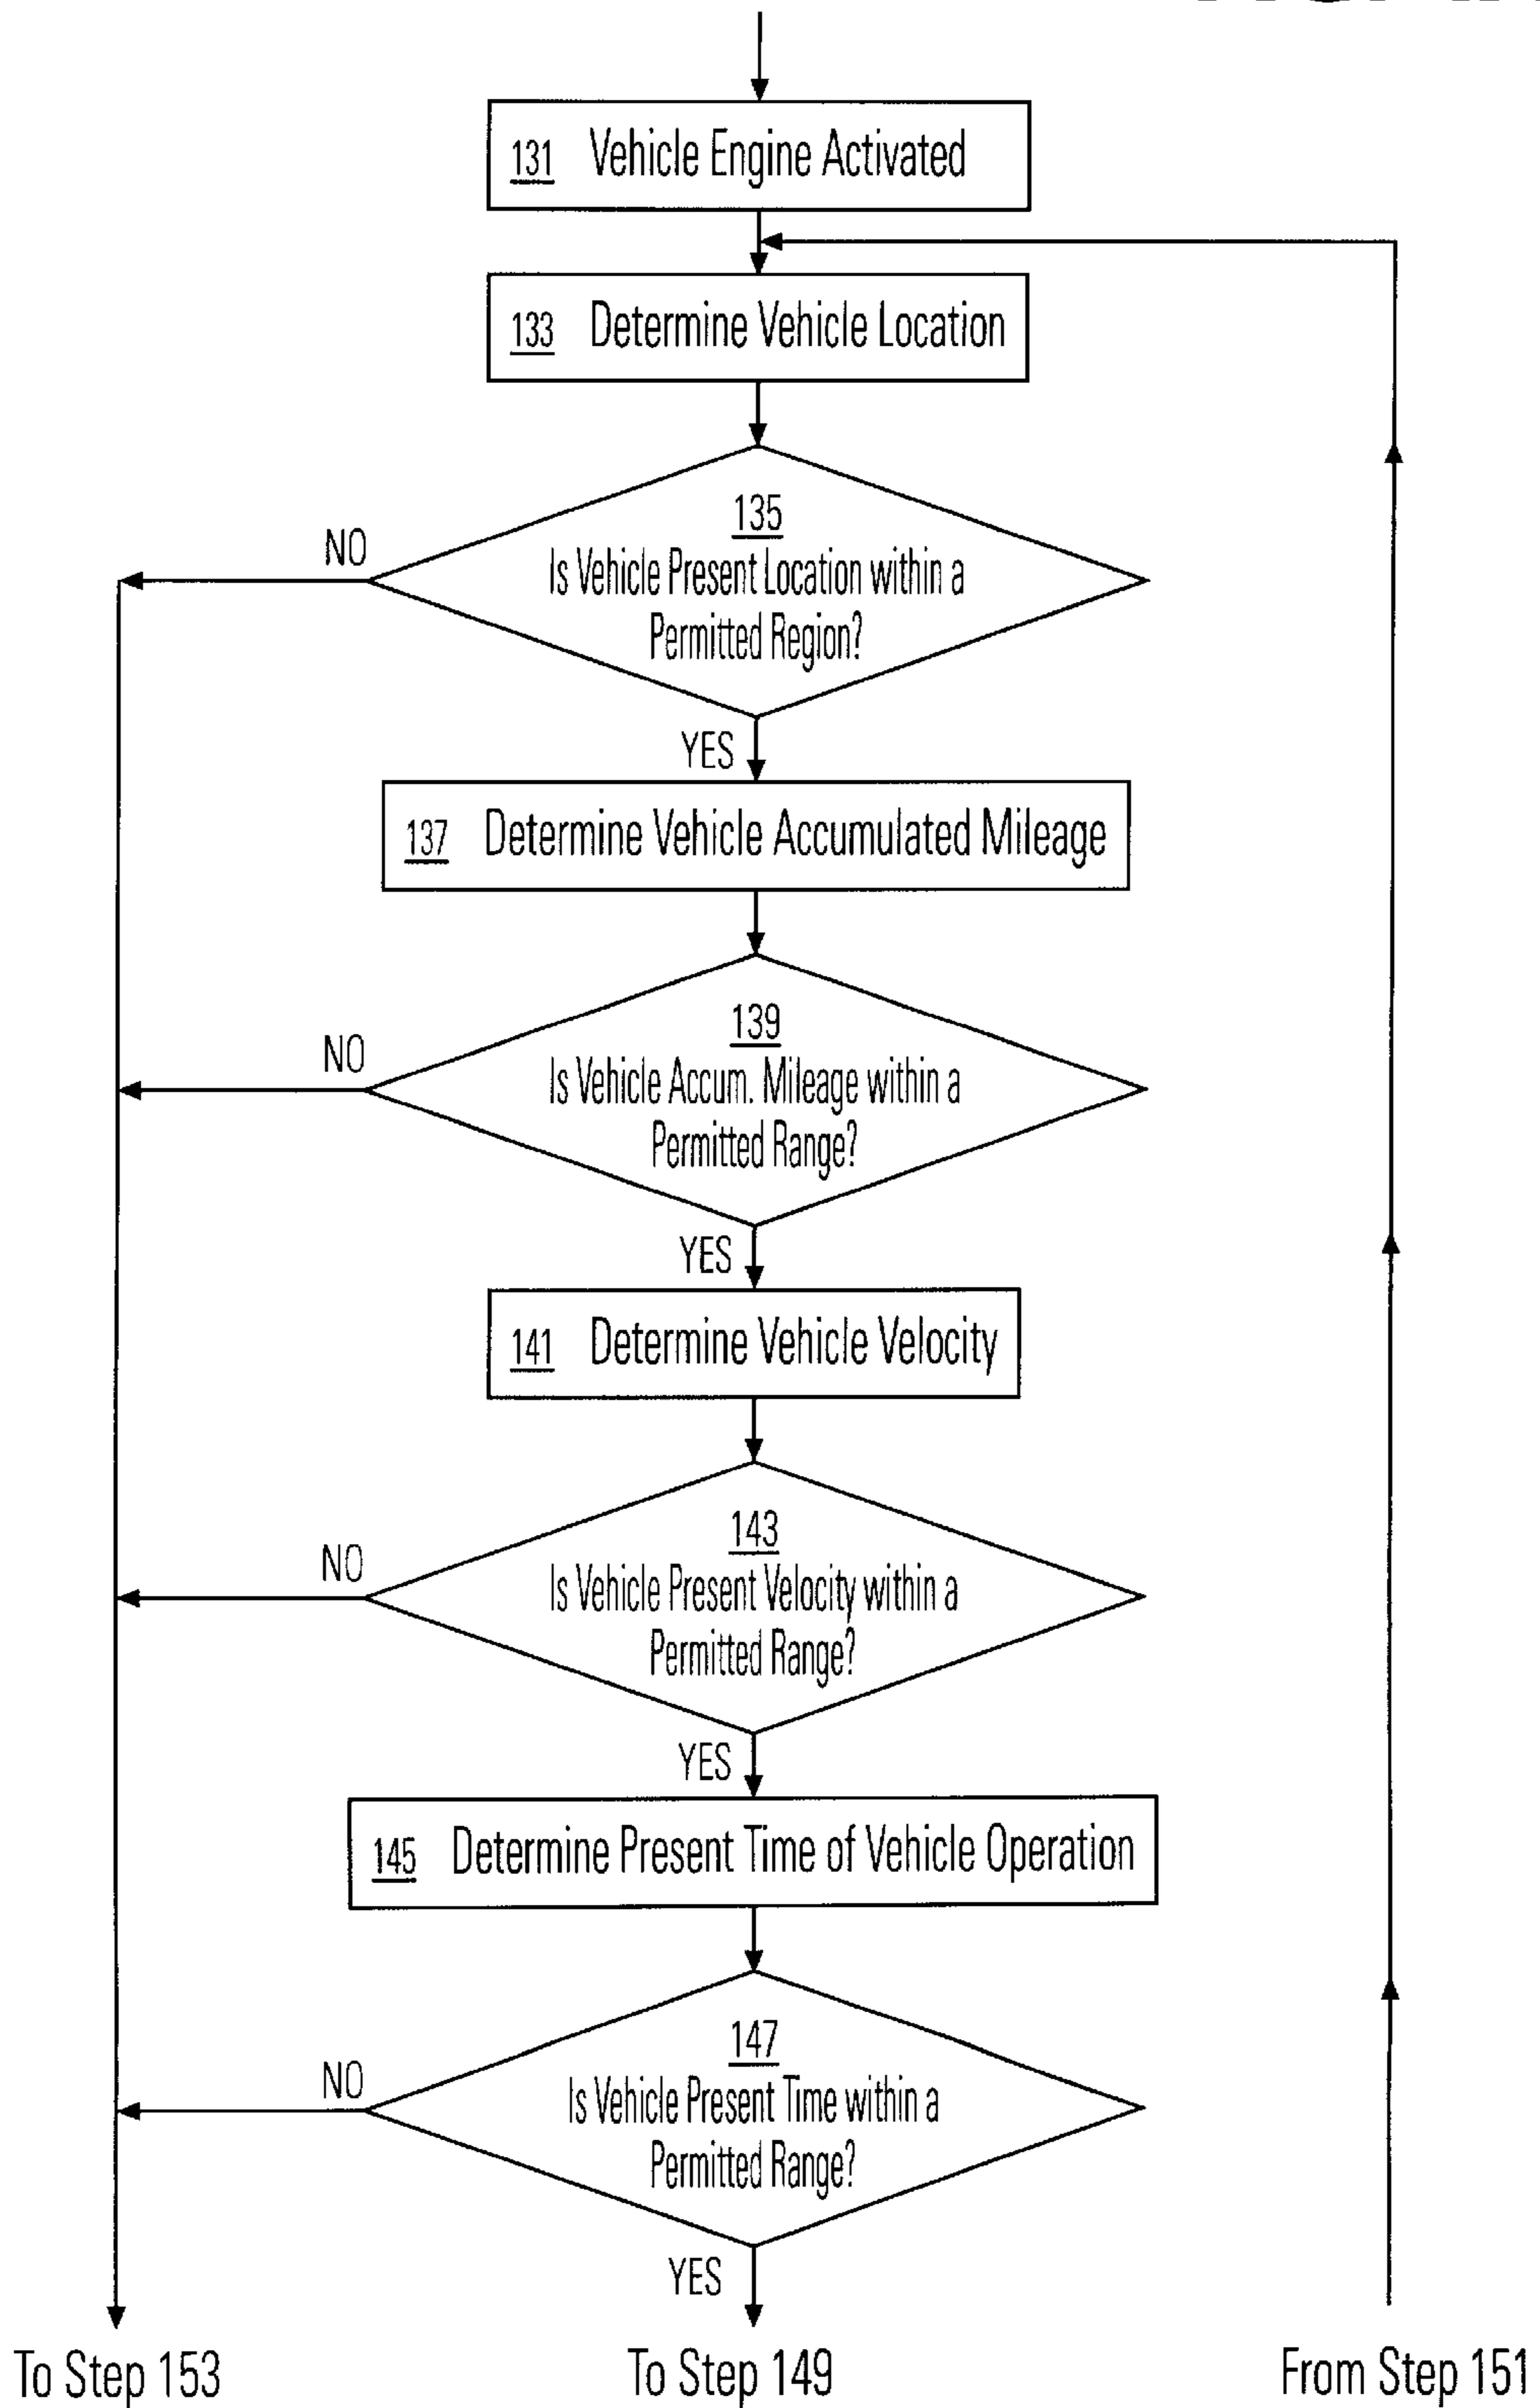 131 Vehicle Engine Activated
133 Determine Vehicle Location
135
Is Vehicle Present Location within a
Permitted Region?
NO
YES
137 Determine Vehicle Accumulated Mileage
139
Is Vehicle Accum. Mileage within a
Permitted Range?
NO
YES
141 Determine Vehicle Velocity
143
Is Vehicle Present Velocity within a
Permitted Range?
NO
YES
145 Determine Present Time of Vehicle Operation
147
Is Vehicle Present Time within a
Permitted Range?
NO
YES
To Step 153
To Step 149
From Step 151